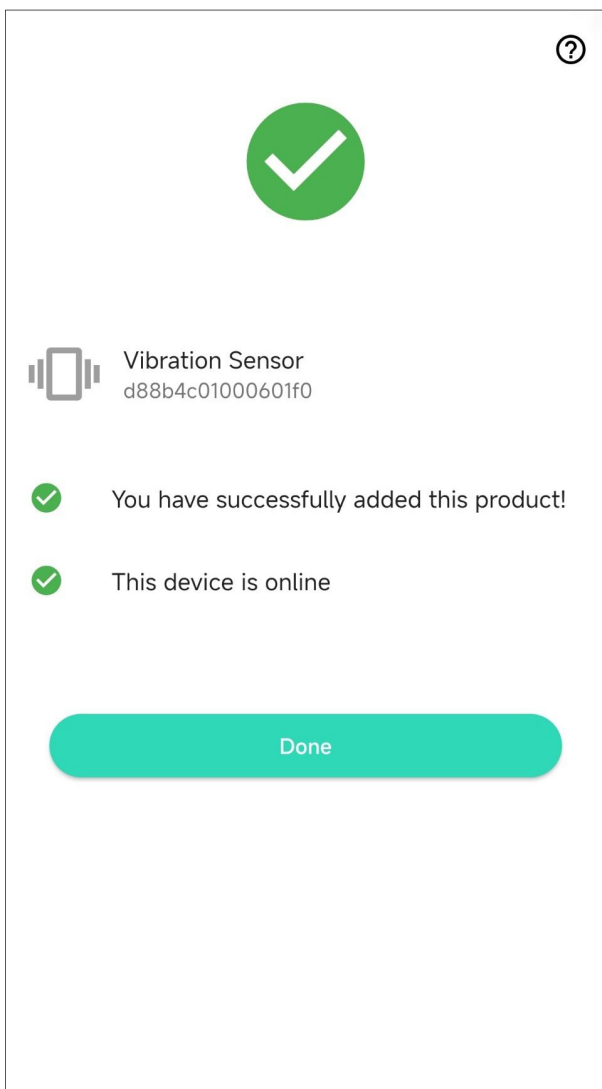 Vibration Sensor
d88b4c01000601f0
You have successfully added this product!
This device is online
Done